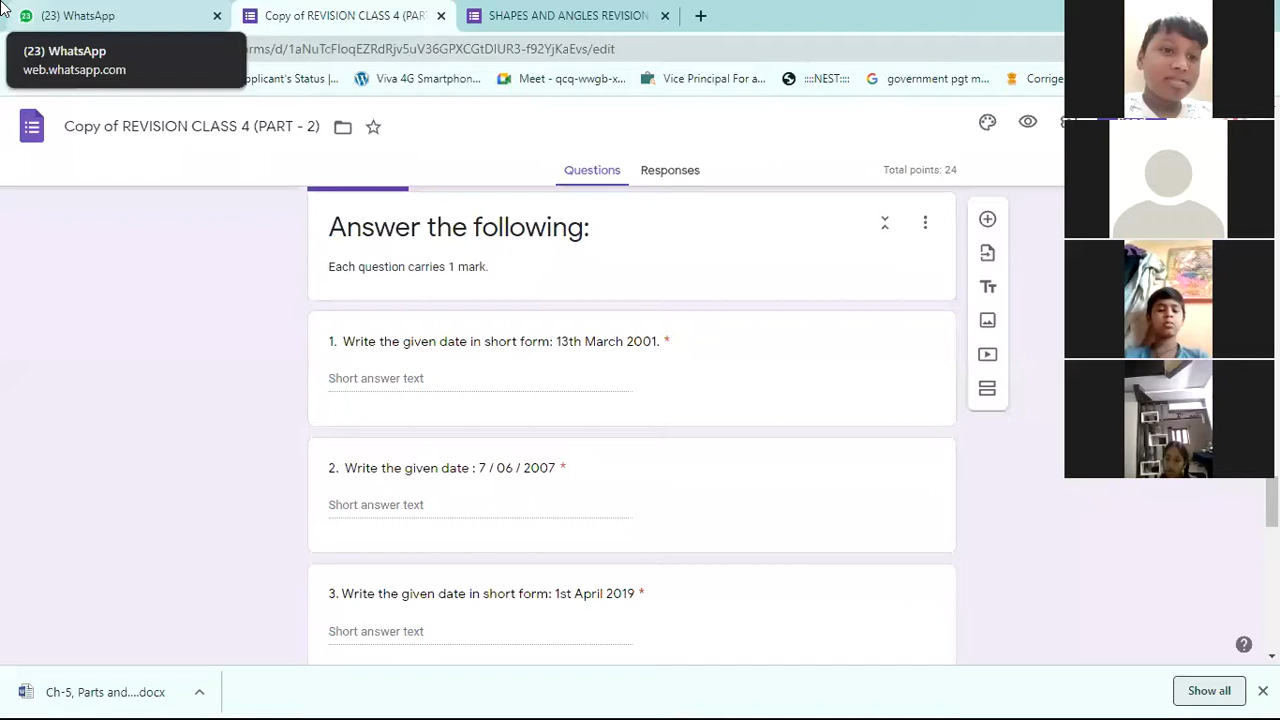 (23) WhatsApp
Copy of REVISION CLASS 4 (PAR
SHAPES AND ANGLES REVISION
(23) WhatsApp
web.whatsapp.com
orms/d/1aNuTcFIoqEZRdRjv5uV36GPXCGtDIUR3-f92YjKaEvs/edit
plicant's Status |...
Viva 4G Smartphon...
Meet - qcq-wwgb-x...
Vice Principal For a...
::::NEST::::
government pgt m...
Corrige
Copy of REVISION CLASS 4 (PART - 2)
Questions
Responses
Total points: 24
Answer the following:
Each question carries 1 mark.
1. Write the given date in short form: 13th March 2001. *
Short answer text
2. Write the given date : 7 / 06 / 2007 *
Short answer text
3. Write the given date in short form: 1st April 2019 *
Short answer text
Ch-5, Parts and....docx
Show all